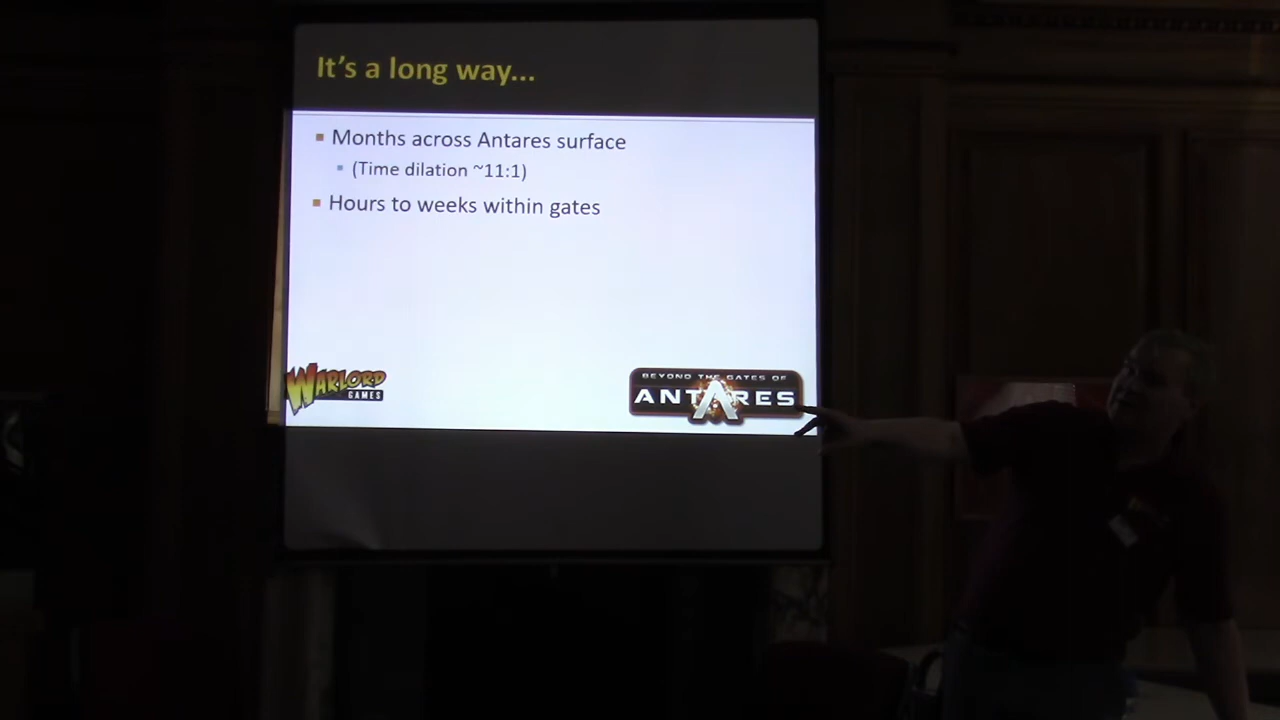 It's a long way...
Months across Antares surface
(Time dilation ~11:1)
Hours to weeks within gates
WARLORD
GAMES
BEYOND THE GATES OF
ANTARES